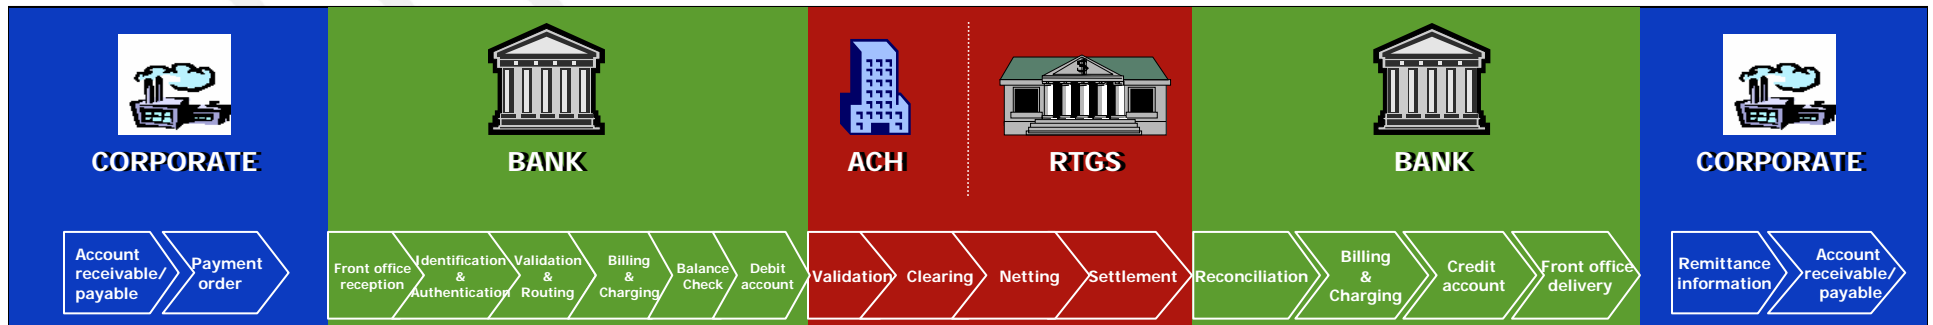 CORPORATE
BANK
ACH
RTGS
BANK
CORPORATE
Account
receivable/
payable
Payment
order
Front office
reception
Identification
&
Authentication
Validation
&
Routing
Billing
&
Charging
Balance
Check
Debit
account
Validation
Clearing
Netting
Settlement
Reconciliation
Billing
&
Charging
Credit
account
Front office
delivery
Remittance
information
Account
receivable/
payable